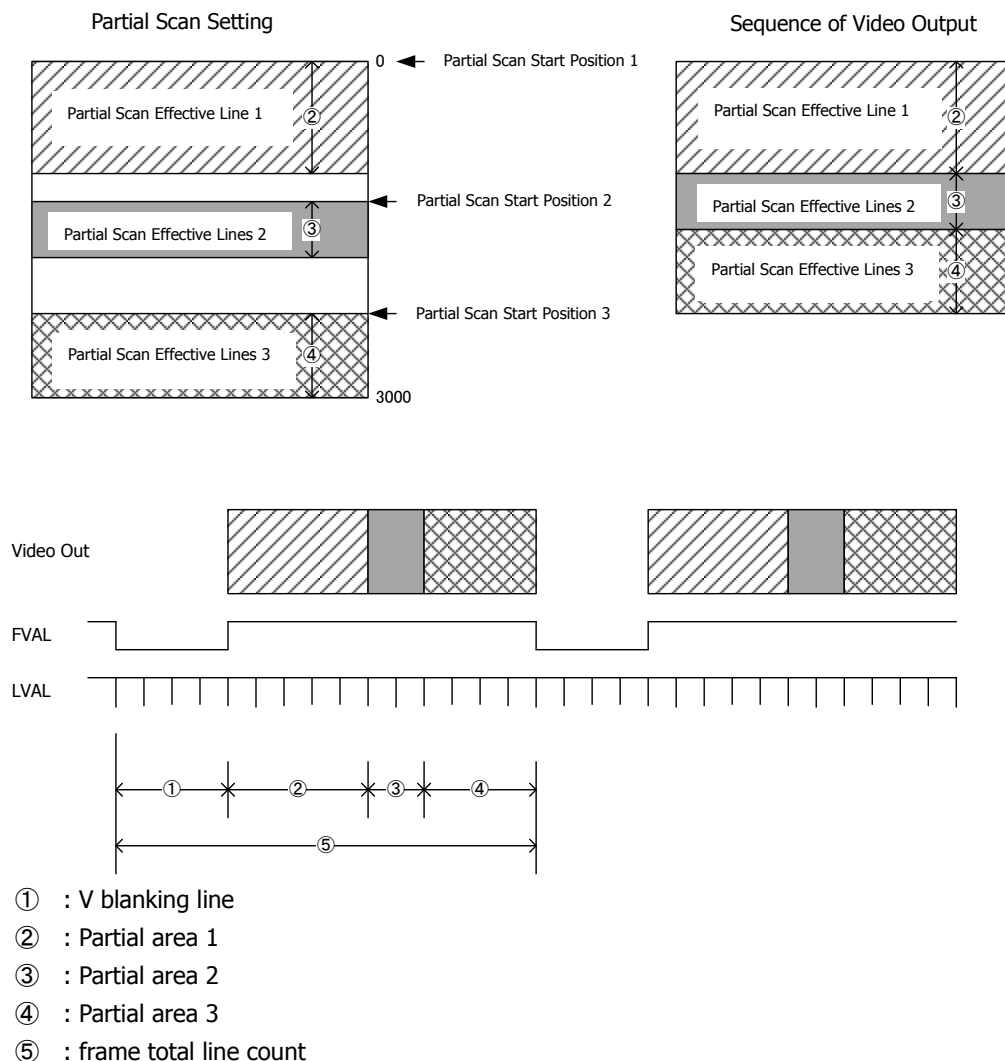 Partial Scan Setting
Sequence of Video Output
0
Partial Scan Start Position 1
Partial Scan Effective Line 1
②
Partial Scan Start Position 2
Partial Scan Effective Lines 2
③
Partial Scan Start Position 3
Partial Scan Effective Lines 3
④
3000
Partial Scan Effective Line 1
②
Partial Scan Effective Lines 2
③
Partial Scan Effective Lines 3
④
Video Out
FVAL
LVAL
① ② ③ ④
⑤
① : V blanking line
② : Partial area 1
③ : Partial area 2
④ : Partial area 3
⑤ : frame total line count